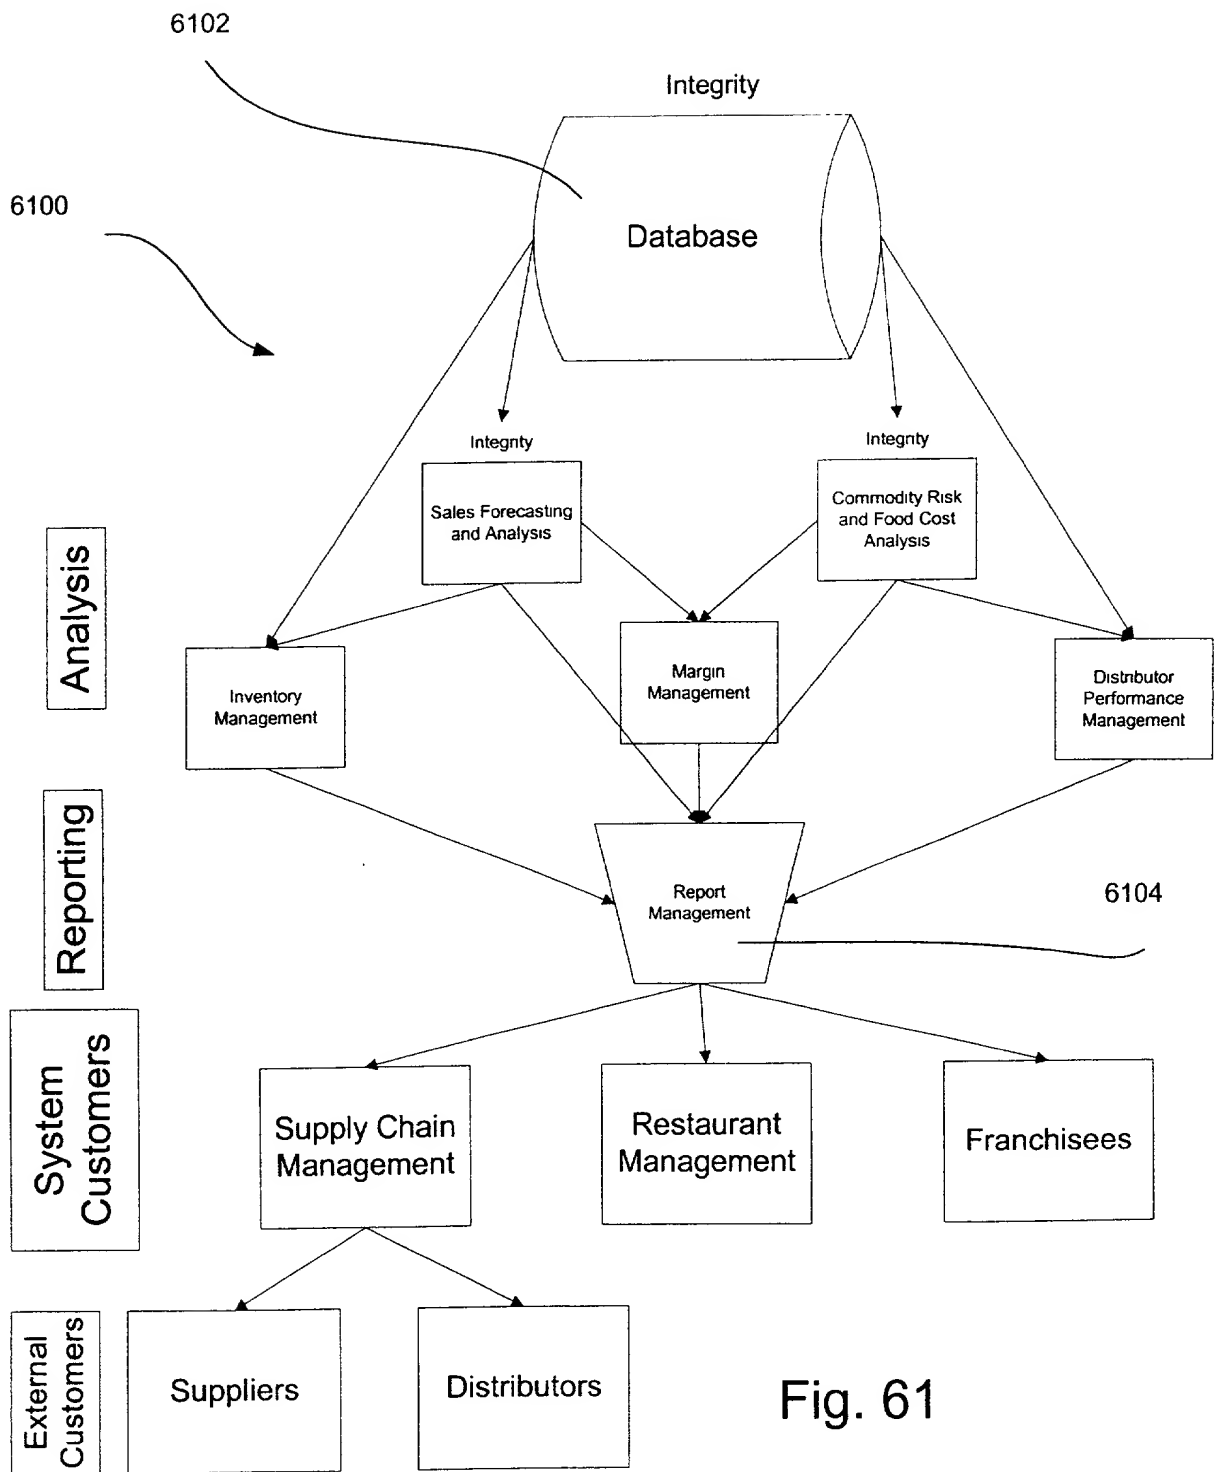 6102
Integrity
6100
Database
Integrity
Integrity
Sales Forecasting
and Analysis
Commodity Risk
and Food Cost
Analysis
Analysis
Inventory
Management
Margin
Management
Distributor
Performance
Management
Reporting
Report
Management
6104
System
Customers
Supply Chain
Management
Restaurant
Management
Franchisees
External
Customers
Suppliers
Distributors
Fig. 61